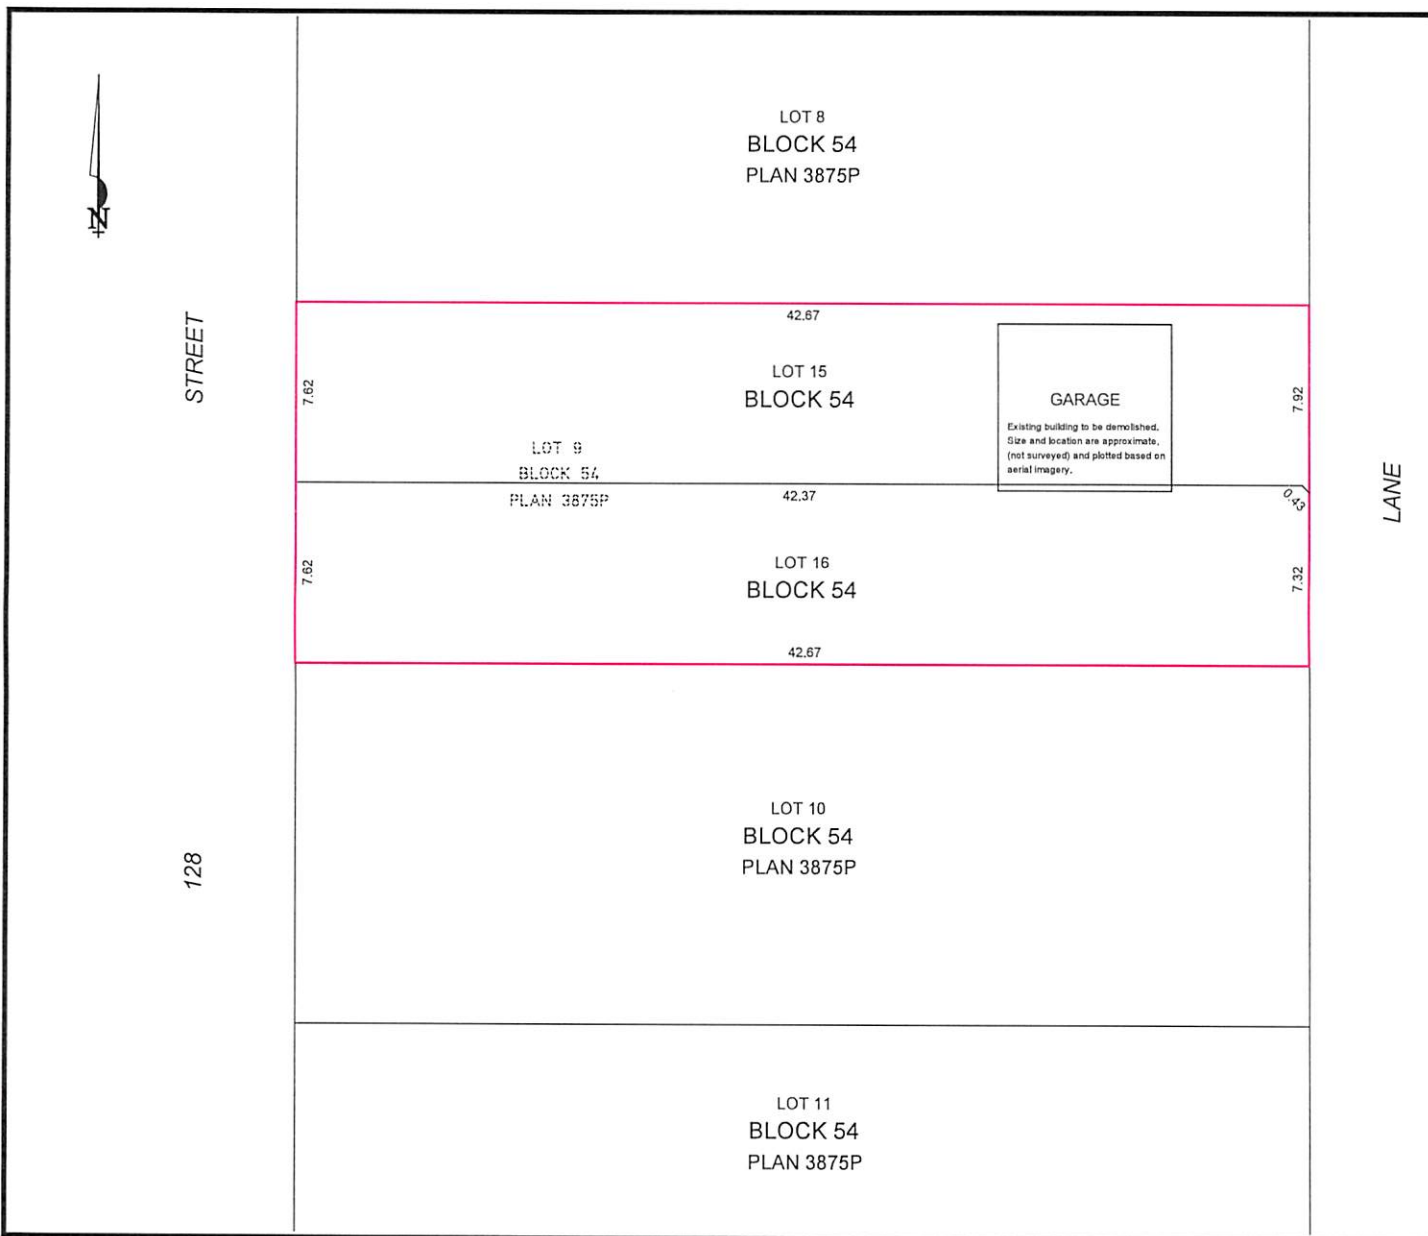 LOT 8
BLOCK 54
PLAN 3875P
N
STREET
42.67
7.62
LOT 15
BLOCK 54
GARAGE
Existing building to be demolished.
Size and location are approximate,
(not surveyed) and plotted based on
aerial imagery.
7.92
LOT 9
BLOCK 54
PLAN 3875P
42.37
0.43
LANE
7.62
LOT 16
BLOCK 54
7.32
42.67
128
LOT 10
BLOCK 54
PLAN 3875P
LOT 11
BLOCK 54
PLAN 3875P